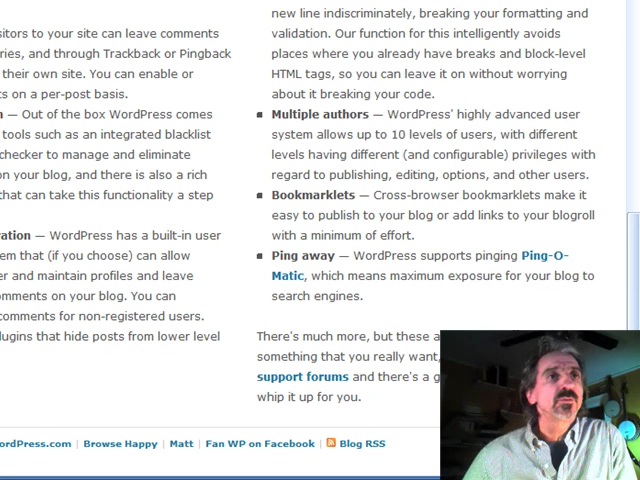 sitors to your site can leave comments
ries, and through Trackback or Pingback
their own site. You can enable or
s on a per-post basis.
— Out of the box WordPress comes
tools such as an integrated blacklist
checker to manage and eliminate
on your blog, and there is also a rich
that can take this functionality a step
ration — WordPress has a built-in user
em that (if you choose) can allow
er and maintain profiles and leave
omments on your blog. You can
comments for non-registered users.
lugins that hide posts from lower level
new line indiscriminately, breaking your formatting and
validation. Our function for this intelligently avoids
places where you already have breaks and block-level
HTML tags, so you can leave it on without worrying
about it breaking your code.
Multiple authors — WordPress' highly advanced user
system allows up to 10 levels of users, with different
levels having different (and configurable) privileges with
regard to publishing, editing, options, and other users.
Bookmarklets — Cross-browser bookmarklets make it
easy to publish to your blog or add links to your blogroll
with a minimum of effort.
Ping away — WordPress supports pinging Ping-O-
Matic, which means maximum exposure for your blog to
search engines.
There's much more, but these a
something that you really want,
support forums and there's a g
whip it up for you.
ordPress.com | Browse Happy | Matt | Fan WP on Facebook | Blog RSS